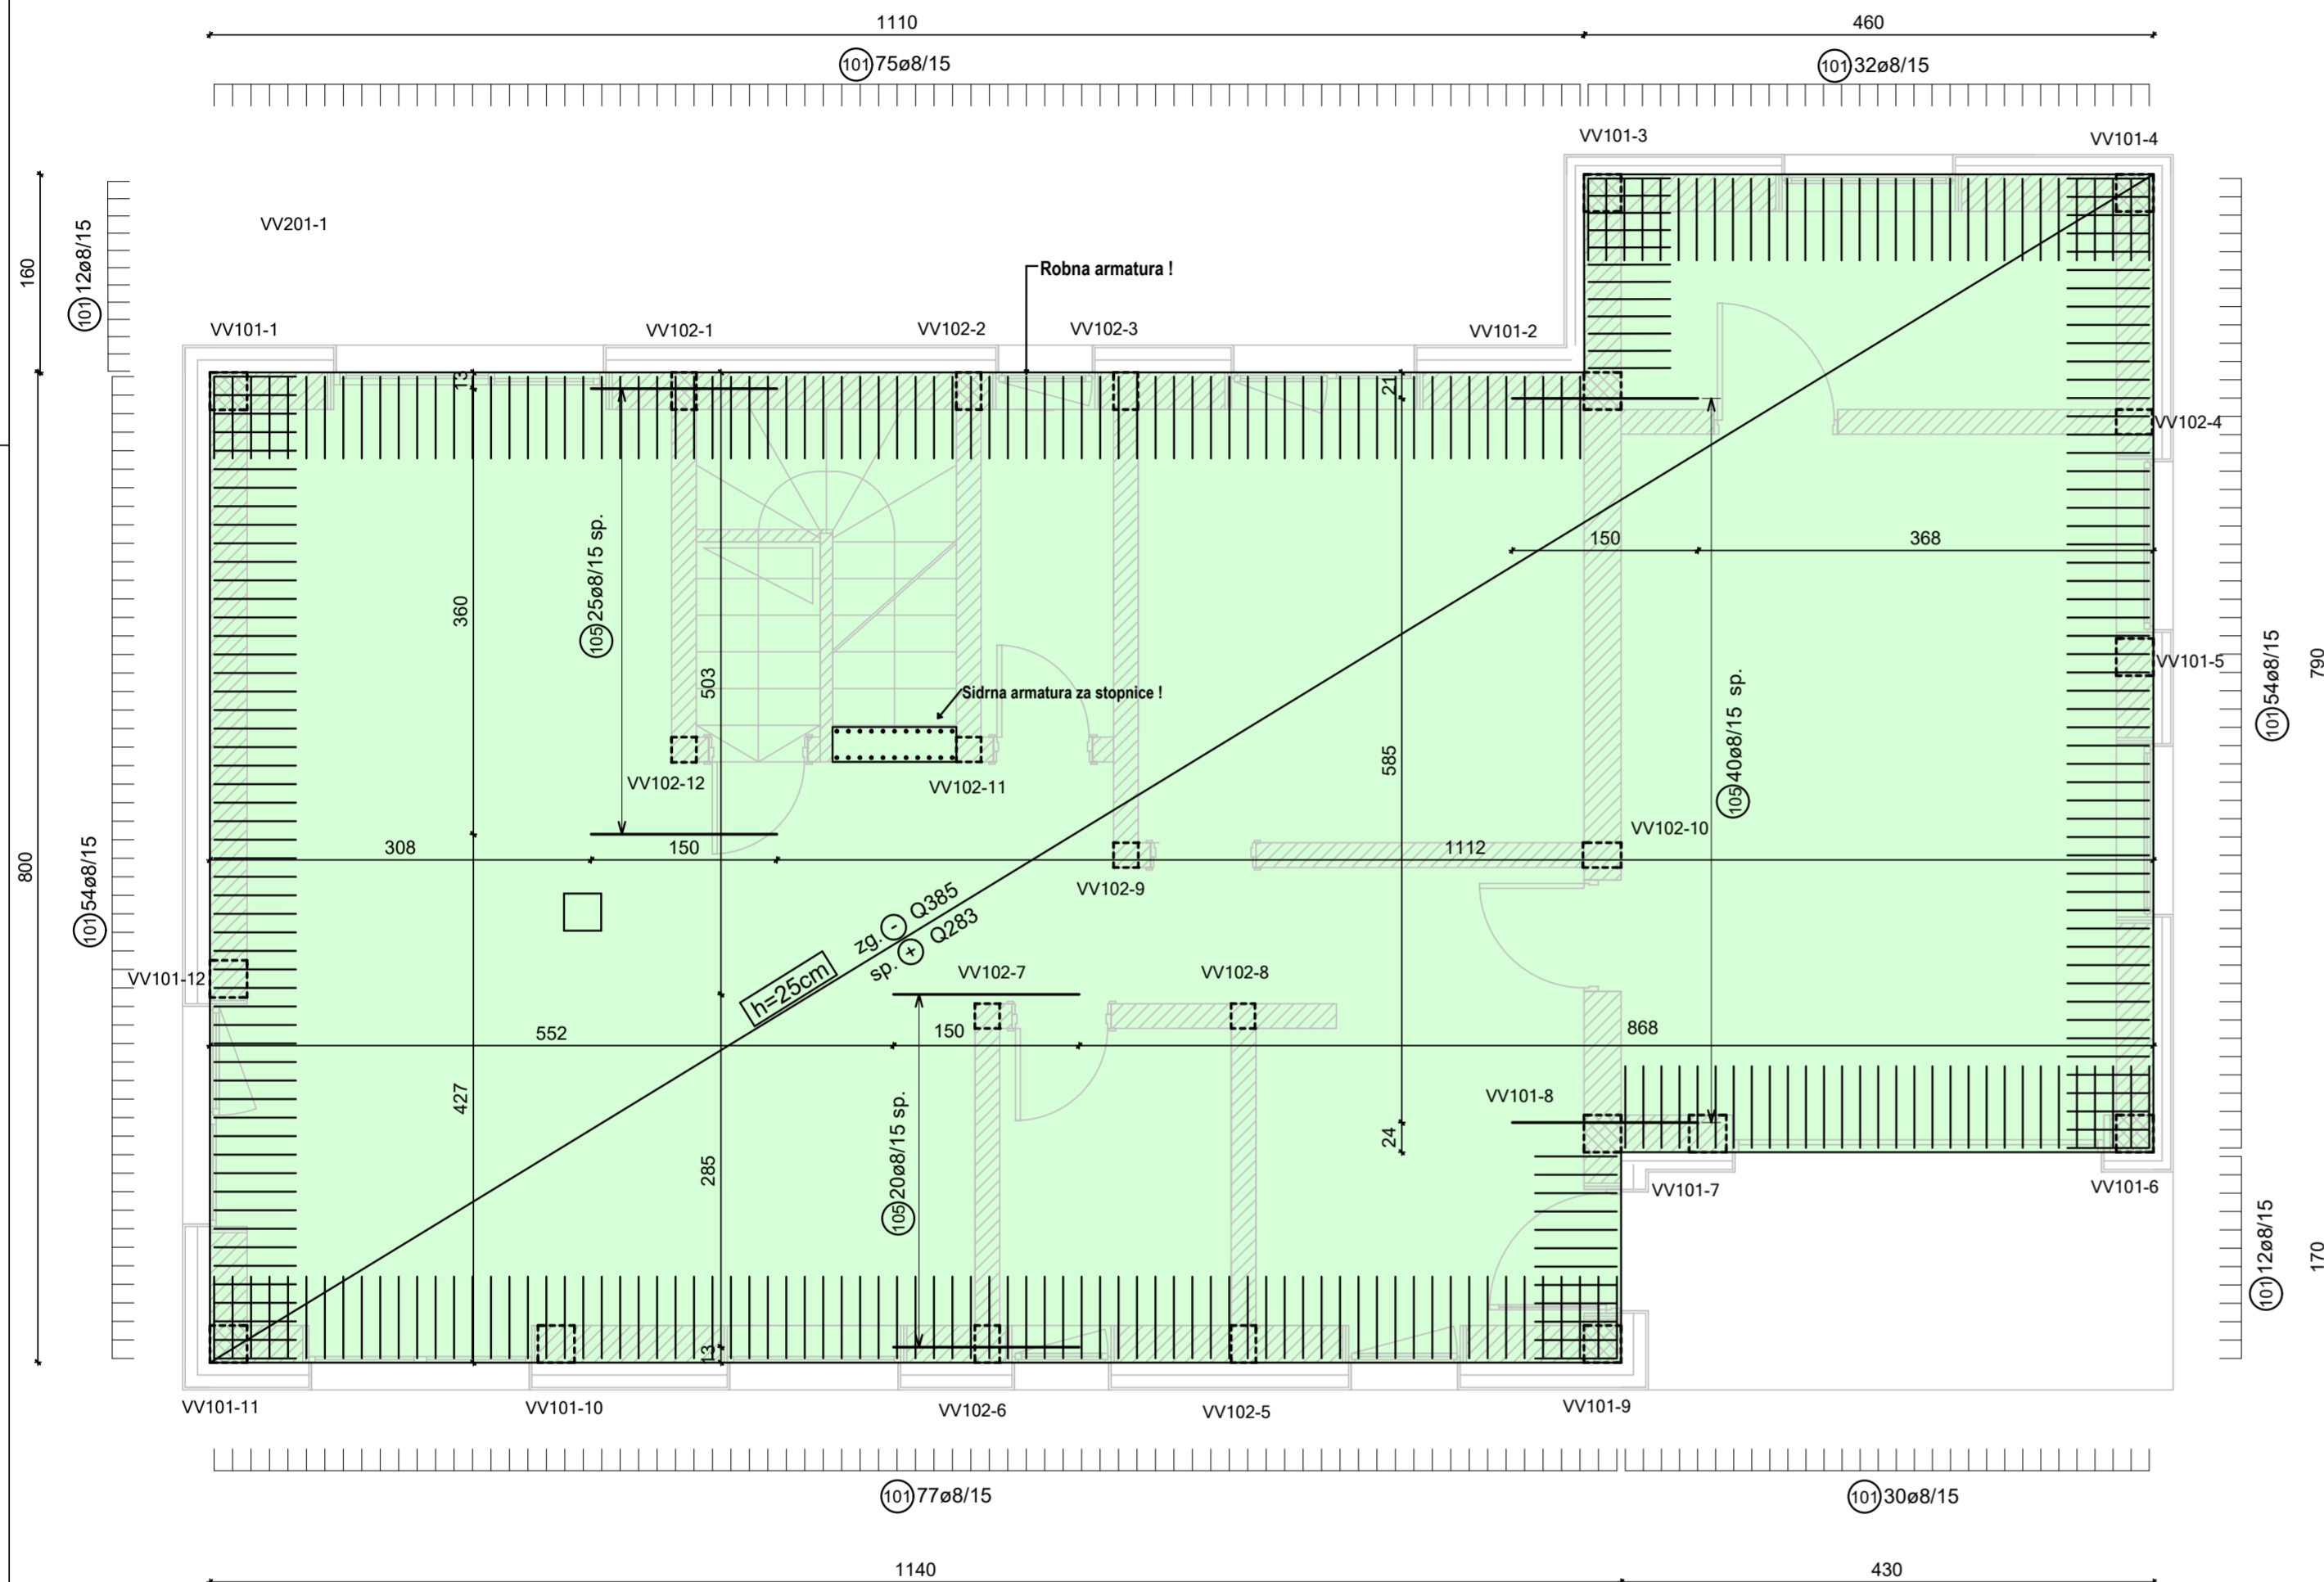 1110
460
101 75ø8/15
101 32ø8/15
VV101-3
VV101-4
160
101 12ø8/15
VV201-1
Robna armatura !
VV101-1
VV102-1
VV102-2
VV102-3
VV101-2
13
21
VV102-4
150
368
105 25ø8/15 sp.
360
503
Sidrna armatura za stopnice !
VV101-5
790
101 54ø8/15
585
105 40ø8/15 sp.
VV102-12
VV102-11
VV102-10
800
101 54ø8/15
308
150
1112
VV102-9
zg. - Q385
sp. + Q283
h=25cm
VV101-12
VV102-7
VV102-8
552
150
868
427
285
105 20ø8/15 sp.
VV101-8
24
VV101-7
VV101-6
101 12ø8/15
170
13
VV101-11
VV101-10
VV102-6
VV102-5
VV101-9
101 77ø8/15
101 30ø8/15
1140
430